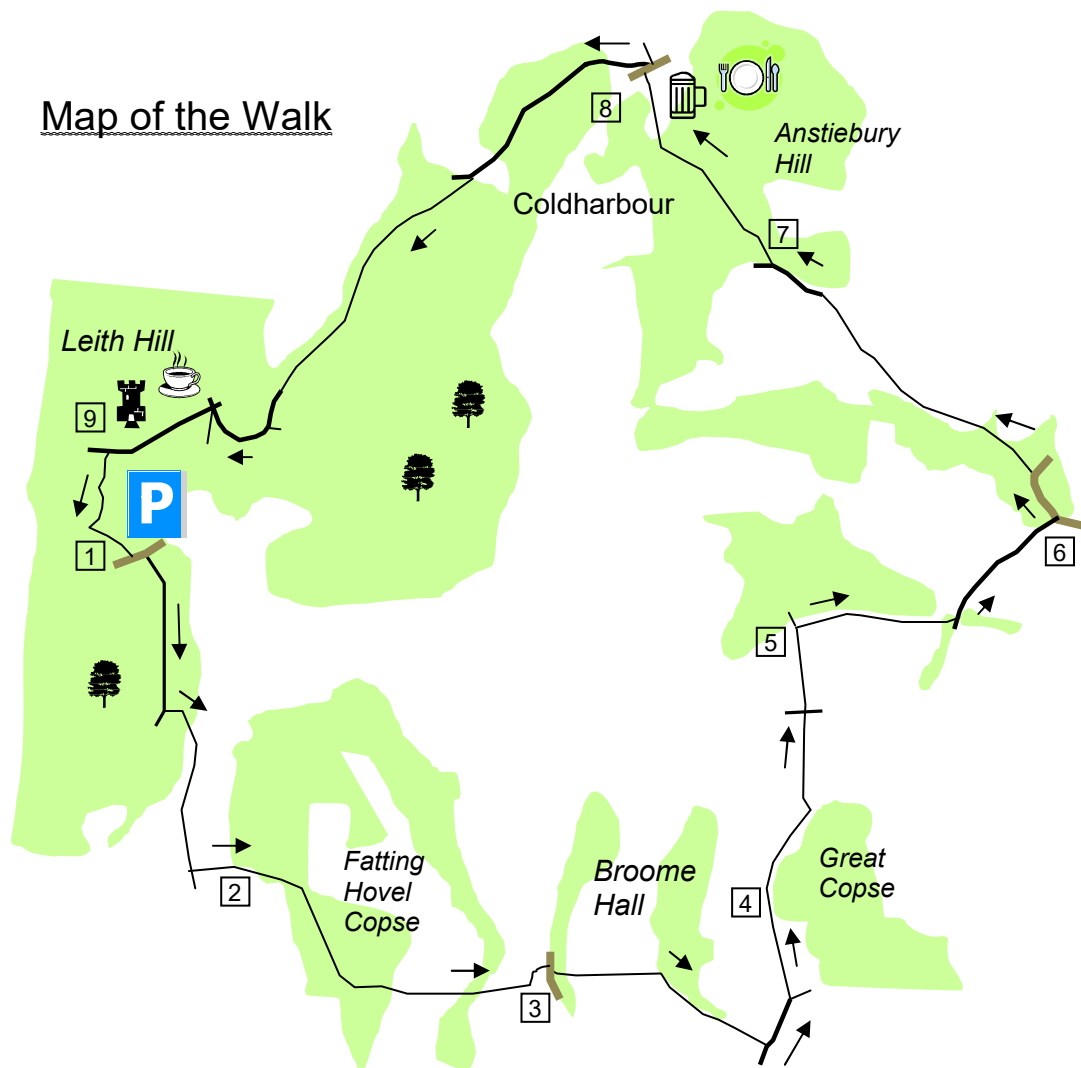 Map of the Walk
8
Anstiebury
Hill
Coldharbour
7
Leith Hill
9
P
1
6
5
2
Fatting
Hovel
Copse
Broome
Hall
Great
Copse
4
3